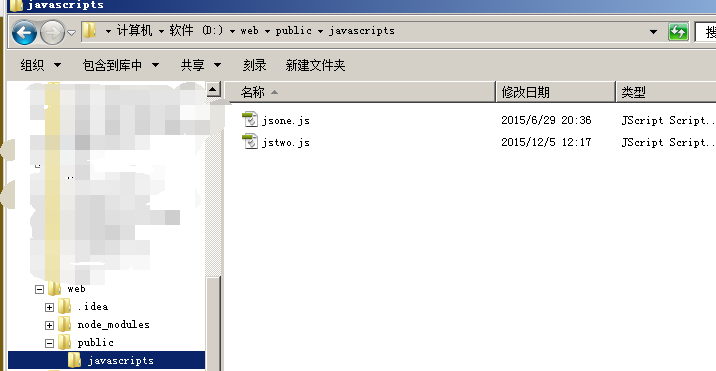 javascripts
计算机 软件 (D:) web public javascripts
搜
组织 包含到库中 共享 刻录 新建文件夹
名称 修改日期 类型
jsone.js 2015/6/29 20:36 JScript Script...
jstwo.js 2015/12/5 12:17 JScript Script...
web
.idea
node_modules
public
javascripts